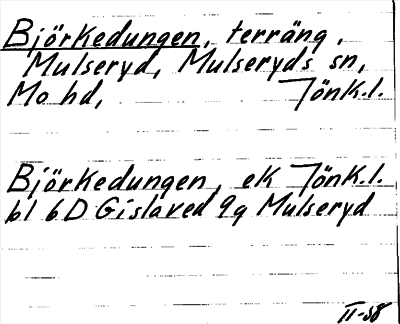 Björkedungen, terräng,
Mulseryd, Mulseryds sn,
Mo hd, Jönk.l.
Björkedungen, ek Jönk.l.
bl 6D Gislaved 9g Mulseryd
II-58